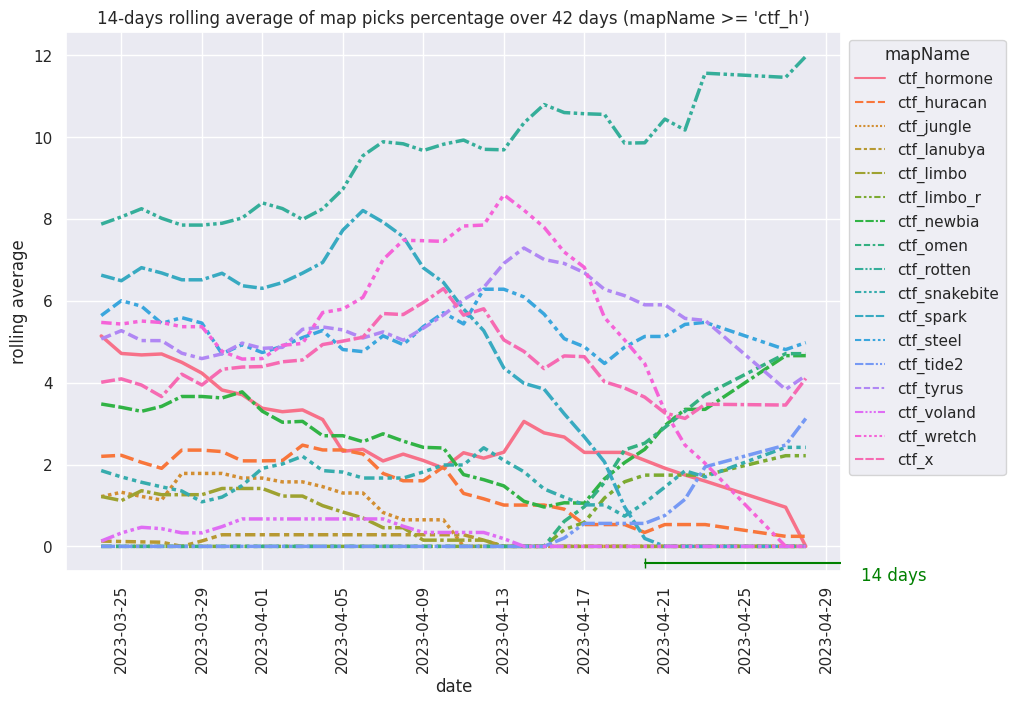 14-days rolling average of map picks percentage over 42 days (mapName >= 'ctf_h')
12
10
8
6
4
2
0
rolling average
2023-03-25
2023-03-29
2023-04-01
2023-04-05
2023-04-09
2023-04-13
2023-04-17
2023-04-21
2023-04-25
2023-04-29
date
mapName
ctf_hormone
ctf_huracan
ctf_jungle
ctf_lanubya
ctf_limbo
ctf_limbo_r
ctf_newbia
ctf_omen
ctf_rotten
ctf_snakebite
ctf_spark
ctf_steel
ctf_tide2
ctf_tyrus
ctf_voland
ctf_wretch
ctf_x
14 days